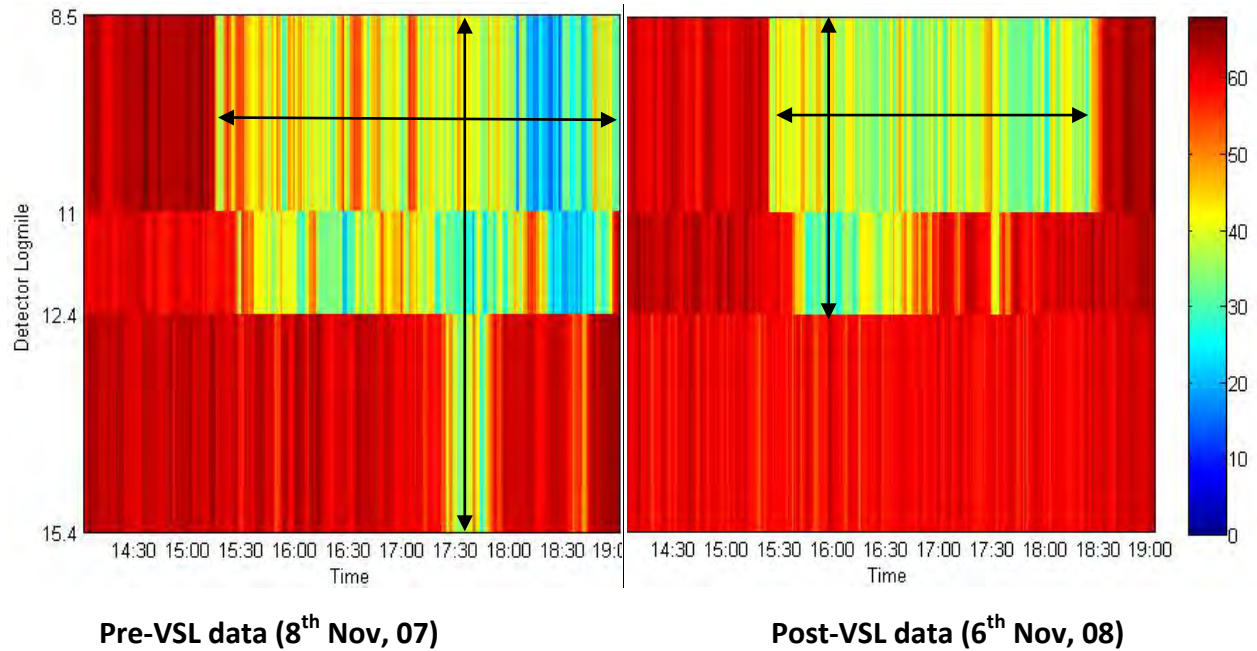 8.5
11
12.4
15.4
Detector Logmile
14:30 15:00 15:30 16:00 16:30 17:00 17:30 18:00 18:30 19:0
Time
14:30 15:00 15:30 16:00 16:30 17:00 17:30 18:00 18:30 19:00
Time
60
50
40
30
20
10
0
Pre-VSL data (8th Nov, 07)
Post-VSL data (6th Nov, 08)